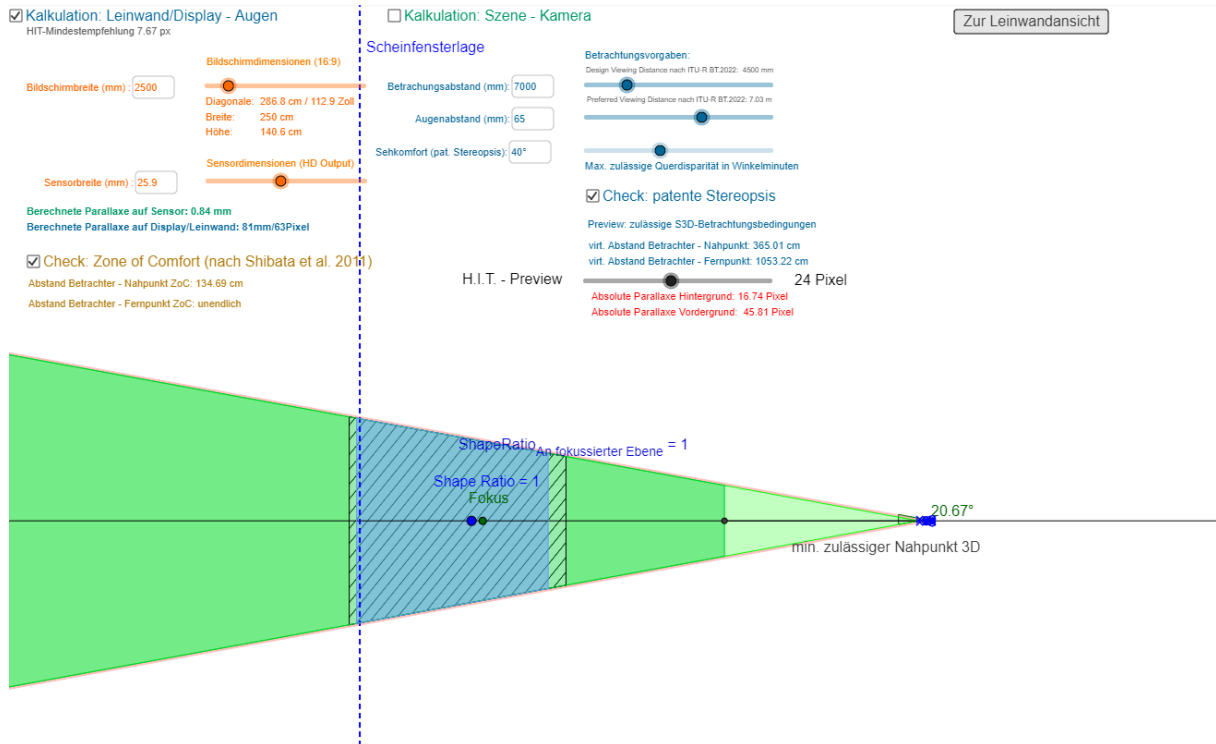 Kalkulation: Leinwand/Display - Augen
HIT-Mindestempfehlung 7.67 px
Kalkulation: Szene - Kamera
Zur Leinwandansicht
Scheinfensterlage
Bildschirmdimensionen (16:9)
Bildschirmbreite (mm) : 2500
Diagonale: 286.8 cm / 112.9 Zoll
Breite: 250 cm
Höhe: 140.6 cm
Sensordimensionen (HD Output)
Sensorbreite (mm) : 25.9
Berechnete Parallaxe auf Sensor: 0.84 mm
Berechnete Parallaxe auf Display/Leinwand: 81mm/63Pixel
Check: Zone of Comfort (nach Shibata et al. 2011)
Abstand Betrachter - Nahpunkt ZoC: 134.69 cm
Abstand Betrachter - Fernpunkt ZoC: unendlich
Betrachtungsvorgaben:
Design Viewing Distance nach ITU-R BT.2022: 4500 mm
Betrachungsabstand (mm): 7000
Preferred Viewing Distance nach ITU-R BT.2022: 7.03 m
Augenabstand (mm): 65
Sehkomfort (pat. Stereopsis): 40°
Max. zulässige Querdisparität in Winkelminuten
Check: patente Stereopsis
Preview: zulässige S3D-Betrachtungsbedingungen
virt. Abstand Betrachter - Nahpunkt: 365.01 cm
virt. Abstand Betrachter - Fernpunkt: 1053.22 cm
H.I.T. - Preview 24 Pixel
Absolute Parallaxe Hintergrund: 16.74 Pixel
Absolute Parallaxe Vordergrund: 45.81 Pixel
ShapeRatio An fokussierter Ebene = 1
Shape Ratio = 1
Fokus
20.67°
min. zulässiger Nahpunkt 3D